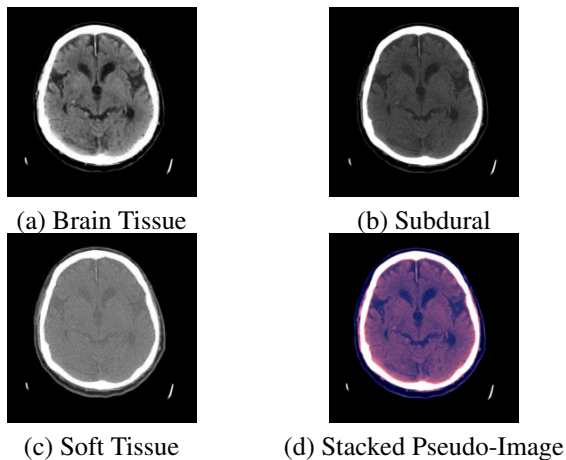 (a) Brain Tissue
(b) Subdural
(c) Soft Tissue
(d) Stacked Pseudo-Image